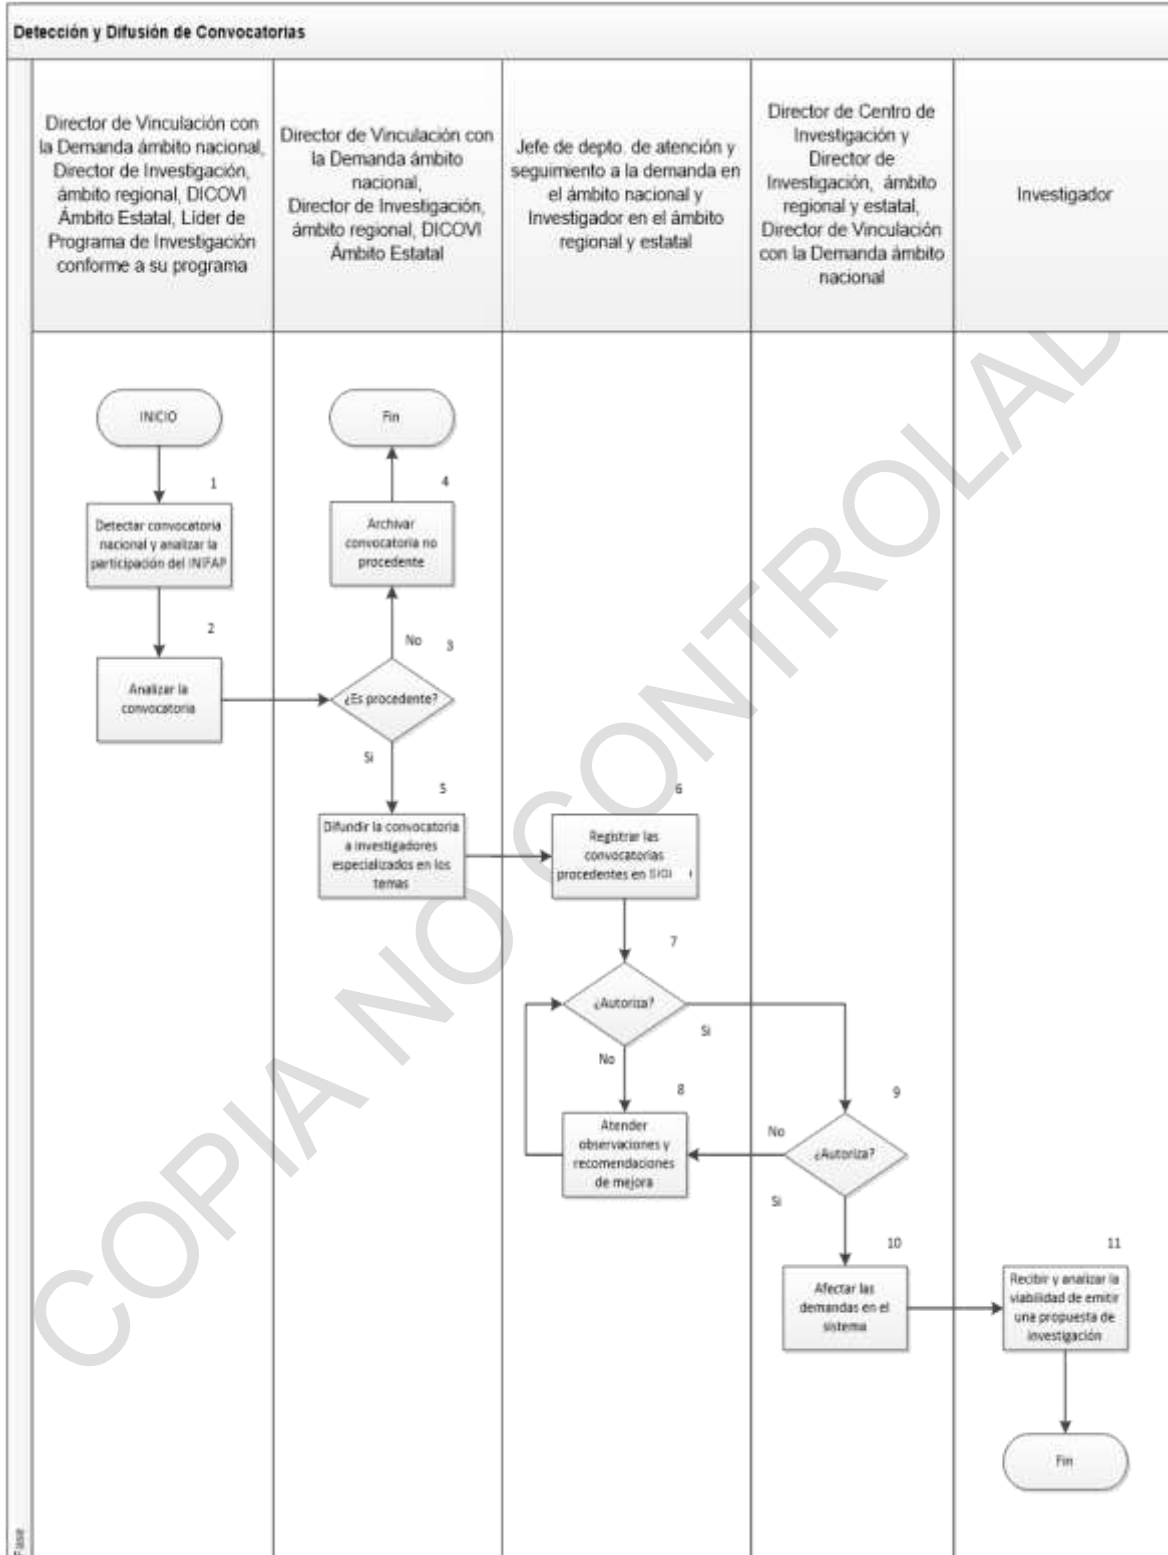 Detección y Difusión de Convocatorias
Director de Vinculación con
la Demanda ámbito nacional,
Director de Investigación,
ámbito regional, DICOVI
Ámbito Estatal, Líder de
Programa de Investigación
conforme a su programa
Director de Vinculación con
la Demanda ámbito
nacional,
Director de Investigación,
ámbito regional, DICOVI
Ámbito Estatal
Jefe de depto. de atención y
seguimiento a la demanda en
el ámbito nacional y
Investigador en el ámbito
regional y estatal
Director de Centro de
Investigación y
Director de
Investigación, ámbito
regional y estatal,
Director de Vinculación
con la Demanda ámbito
nacional
Investigador
INICIO
Fin
1
Detectar convocatoria
nacional y analizar la
participación del INIFAP
4
Archivar
convocatoria no
procedente
2
Analizar la
convocatoria
No
3
¿Es procedente?
Si
5
Difundir la convocatoria
a investigadores
especializados en los
temas
6
Registrar las
convocatorias
procedentes en
7
¿Autoriza?
Si
No
8
Atender
observaciones y
recomendaciones
de mejora
9
No
¿Autoriza?
Si
10
Afectar las
demandas en el
sistema
11
Recibir y analizar la
viabilidad de emitir
una propuesta de
investigación
Fin
Fase
COPIA NO CONTROLAD